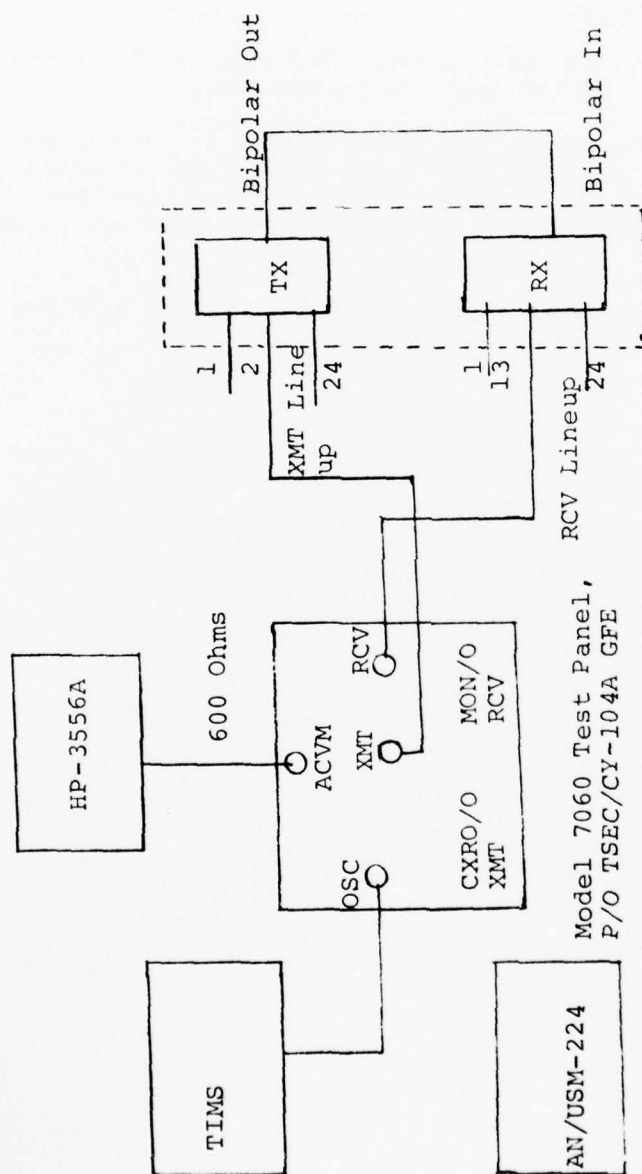 TIMS
HP-3556A
600 Ohms
OSC
ACVM
XMT
RCV
CXRO/O
XMT
MON/O
RCV
AN/USM-224
Model 7060 Test Panel,
P/O TSEC/CY-104A GFE
XMT Line
up
RCV Lineup
1
2
24
TX
1
13
24
RX
Bipolar Out
Bipolar In